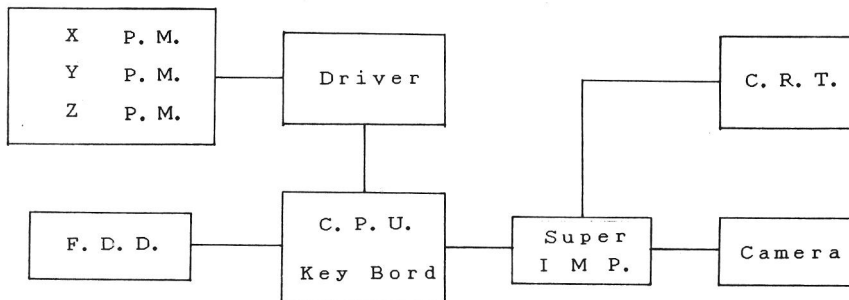 X P. M.
Y P. M.
Z P. M.
Driver
C. R. T.
F. D. D.
C. P. U.
Key Bord
Super
I M P.
Camera